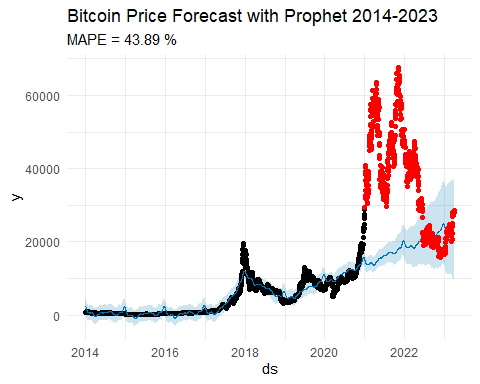 Bitcoin Price Forecast with Prophet 2014-2023
MAPE = 43.89 %
60000
40000
20000
0
y
2014 2016 2018 2020 2022
ds